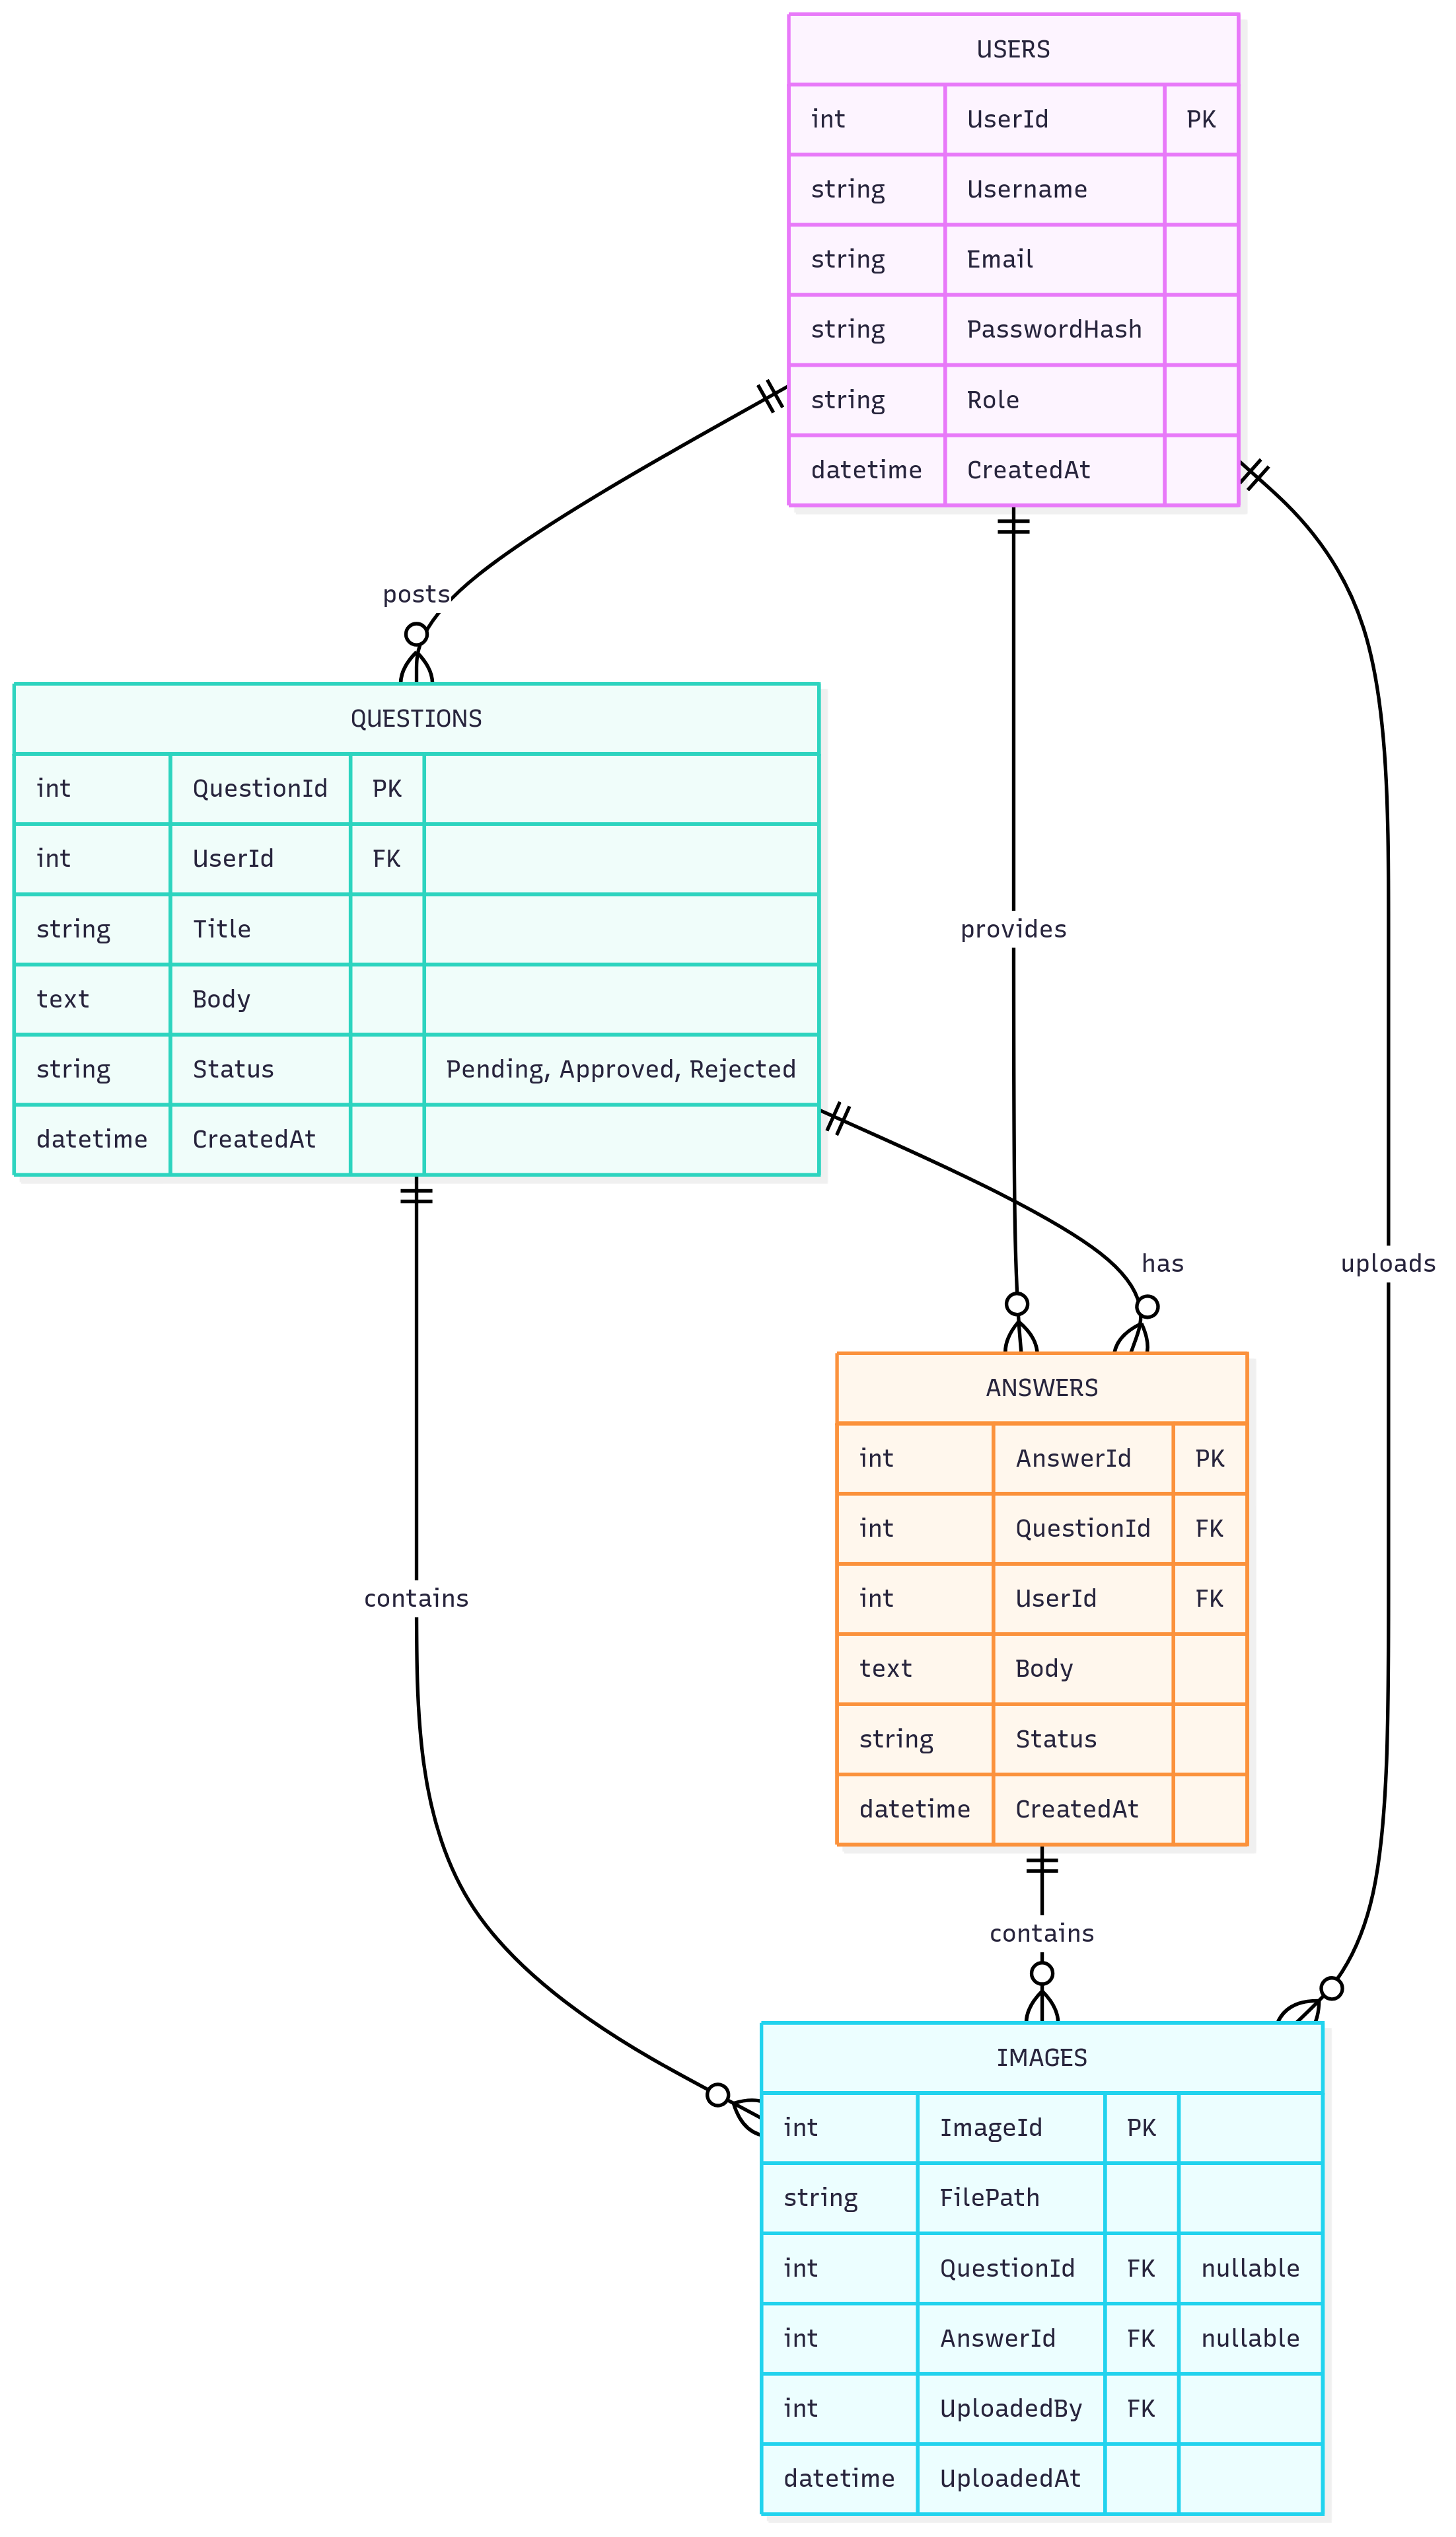 USERS
int UserId PK
string Username
string Email
string PasswordHash
string Role
datetime CreatedAt
posts
QUESTIONS
int QuestionId PK
int UserId FK
string Title
text Body
string Status Pending, Approved, Rejected
datetime CreatedAt
provides
has
uploads
ANSWERS
int AnswerId PK
int QuestionId FK
int UserId FK
text Body
string Status
datetime CreatedAt
contains
contains
IMAGES
int ImageId PK
string FilePath
int QuestionId FK nullable
int AnswerId FK nullable
int UploadedBy FK
datetime UploadedAt